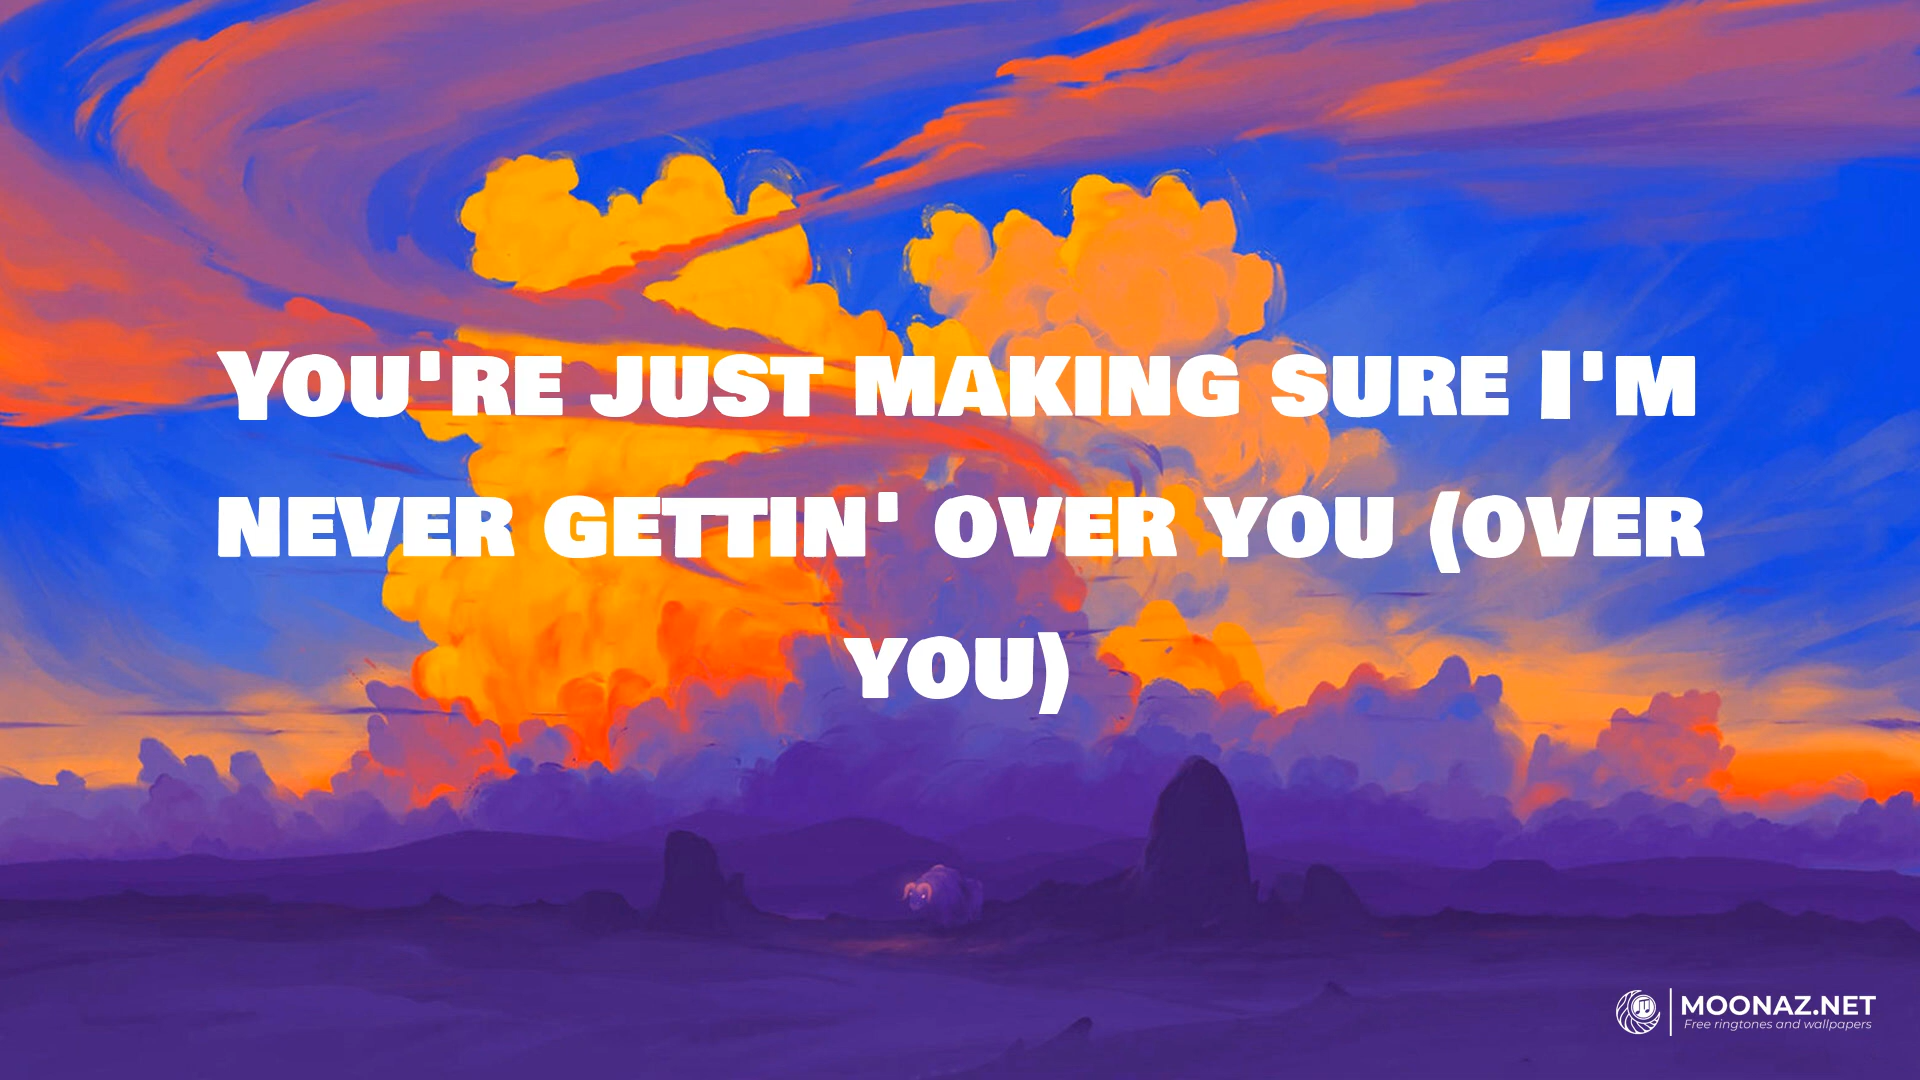 You're just making sure I'm
never gettin' over you (over
you)
MOONAZ.NET
Free ringtones and wallpapers